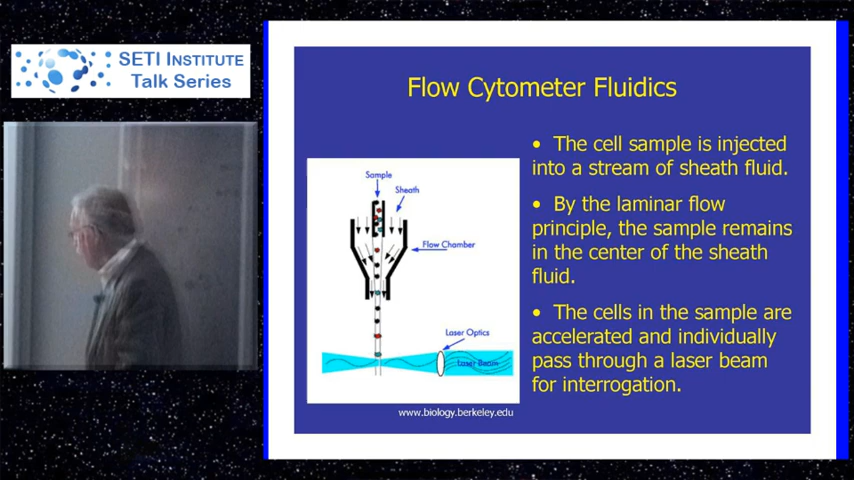 SETI INSTITUTE
Talk Series
Flow Cytometer Fluidics
• The cell sample is injected
into a stream of sheath fluid.
• By the laminar flow
principle, the sample remains
in the center of the sheath
fluid.
• The cells in the sample are
accelerated and individually
pass through a laser beam
for interrogation.
Sample
Sheath
Flow Chamber
Laser Optics
Laser Beam
www.biology.berkeley.edu